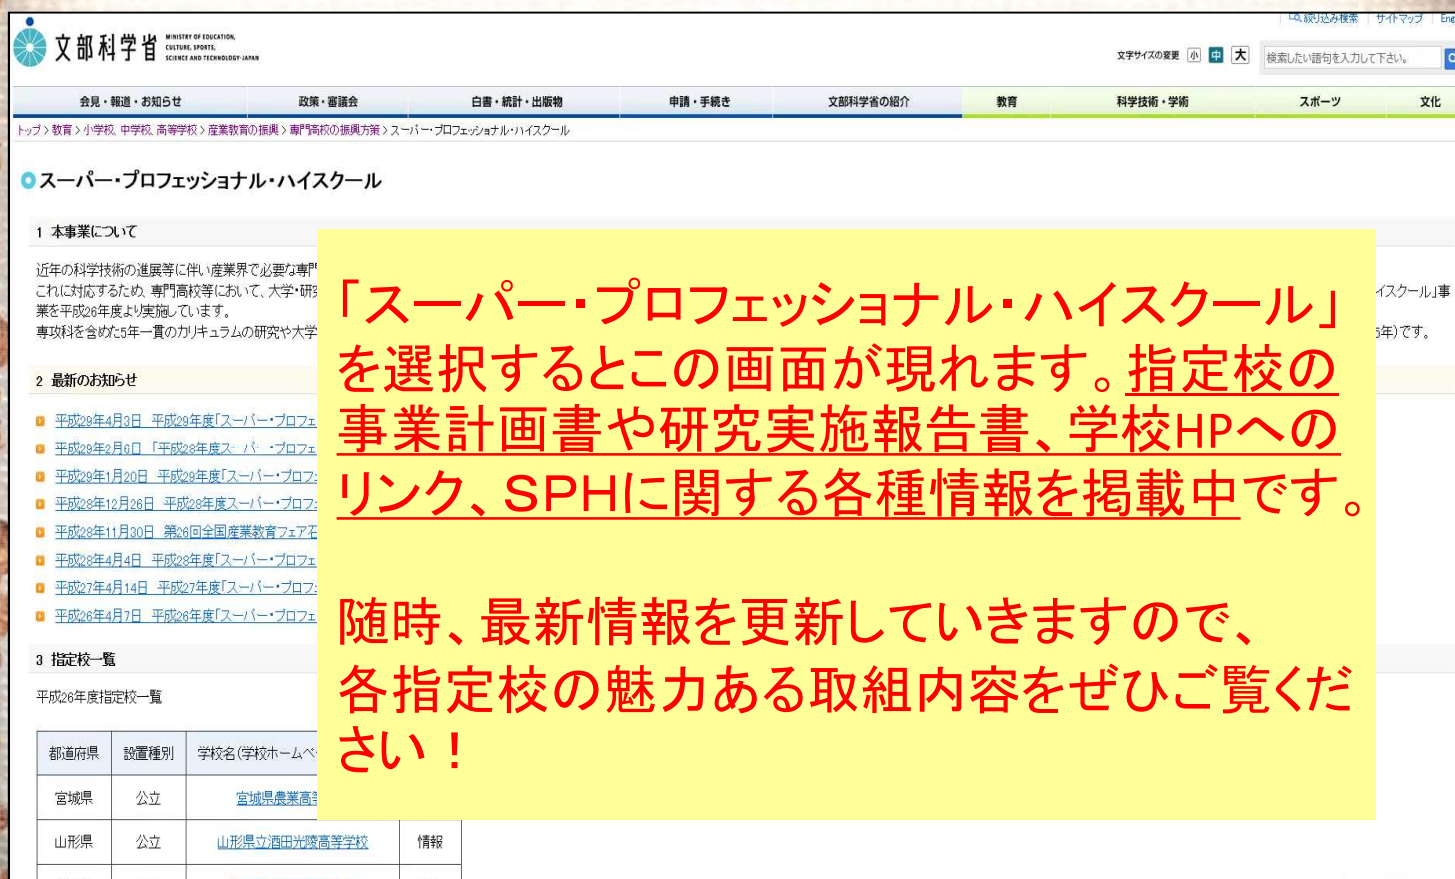 絞り込み検索 サイトマップ
文部科学省 MINISTRY OF EDUCATION, CULTURE, SPORTS, SCIENCE AND TECHNOLOGY-JAPAN
文字サイズの変更 小 中 大 検索したい語句を入力して下さい。
会見・報道・お知らせ 政策・審議会 白書・統計・出版物 申請・手続き 文部科学省の紹介 教育 科学技術・学術 スポーツ 文化
トップ > 教育 > 小学校、中学校、高等学校 > 産業教育の振興 > 専門高校の振興方策 > スーパー・プロフェッショナル・ハイスクール
スーパー・プロフェッショナル・ハイスクール
1 本事業について
近年の科学技術の進展等に伴い産業界で必要な専門
これに対応するため、専門高校等において、大学・研究 イスクール」事
業を平成26年度より実施しています。
専攻科を含めた5年一貫のカリキュラムの研究や大学 5年)です。
2 最新のお知らせ
平成29年4月3日 平成29年度「スーパー・プロフェ
平成29年2月6日 「平成28年度スーパー・プロフェ
平成29年1月20日 平成29年度「スーパー・プロフェ
平成28年12月26日 平成28年度スーパー・プロフェ
平成28年11月30日 第26回全国産業教育フェア石
平成28年4月4日 平成28年度「スーパー・プロフェ
平成27年4月14日 平成27年度「スーパー・プロフェ
平成26年4月7日 平成26年度「スーパー・プロフェ
3 指定校一覧
平成26年度指定校一覧
都道府県 設置種別 学校名(学校ホームペ
宮城県 公立 宮城県農業高等
山形県 公立 山形県立酒田光陵高等学校 情報
「スーパー・プロフェッショナル・ハイスクール」
を選択するとこの画面が現れます。指定校の
事業計画書や研究実施報告書、学校HPへの
リンク、SPHに関する各種情報を掲載中です。
随時、最新情報を更新していきますので、
各指定校の魅力ある取組内容をぜひご覧くだ
さい!